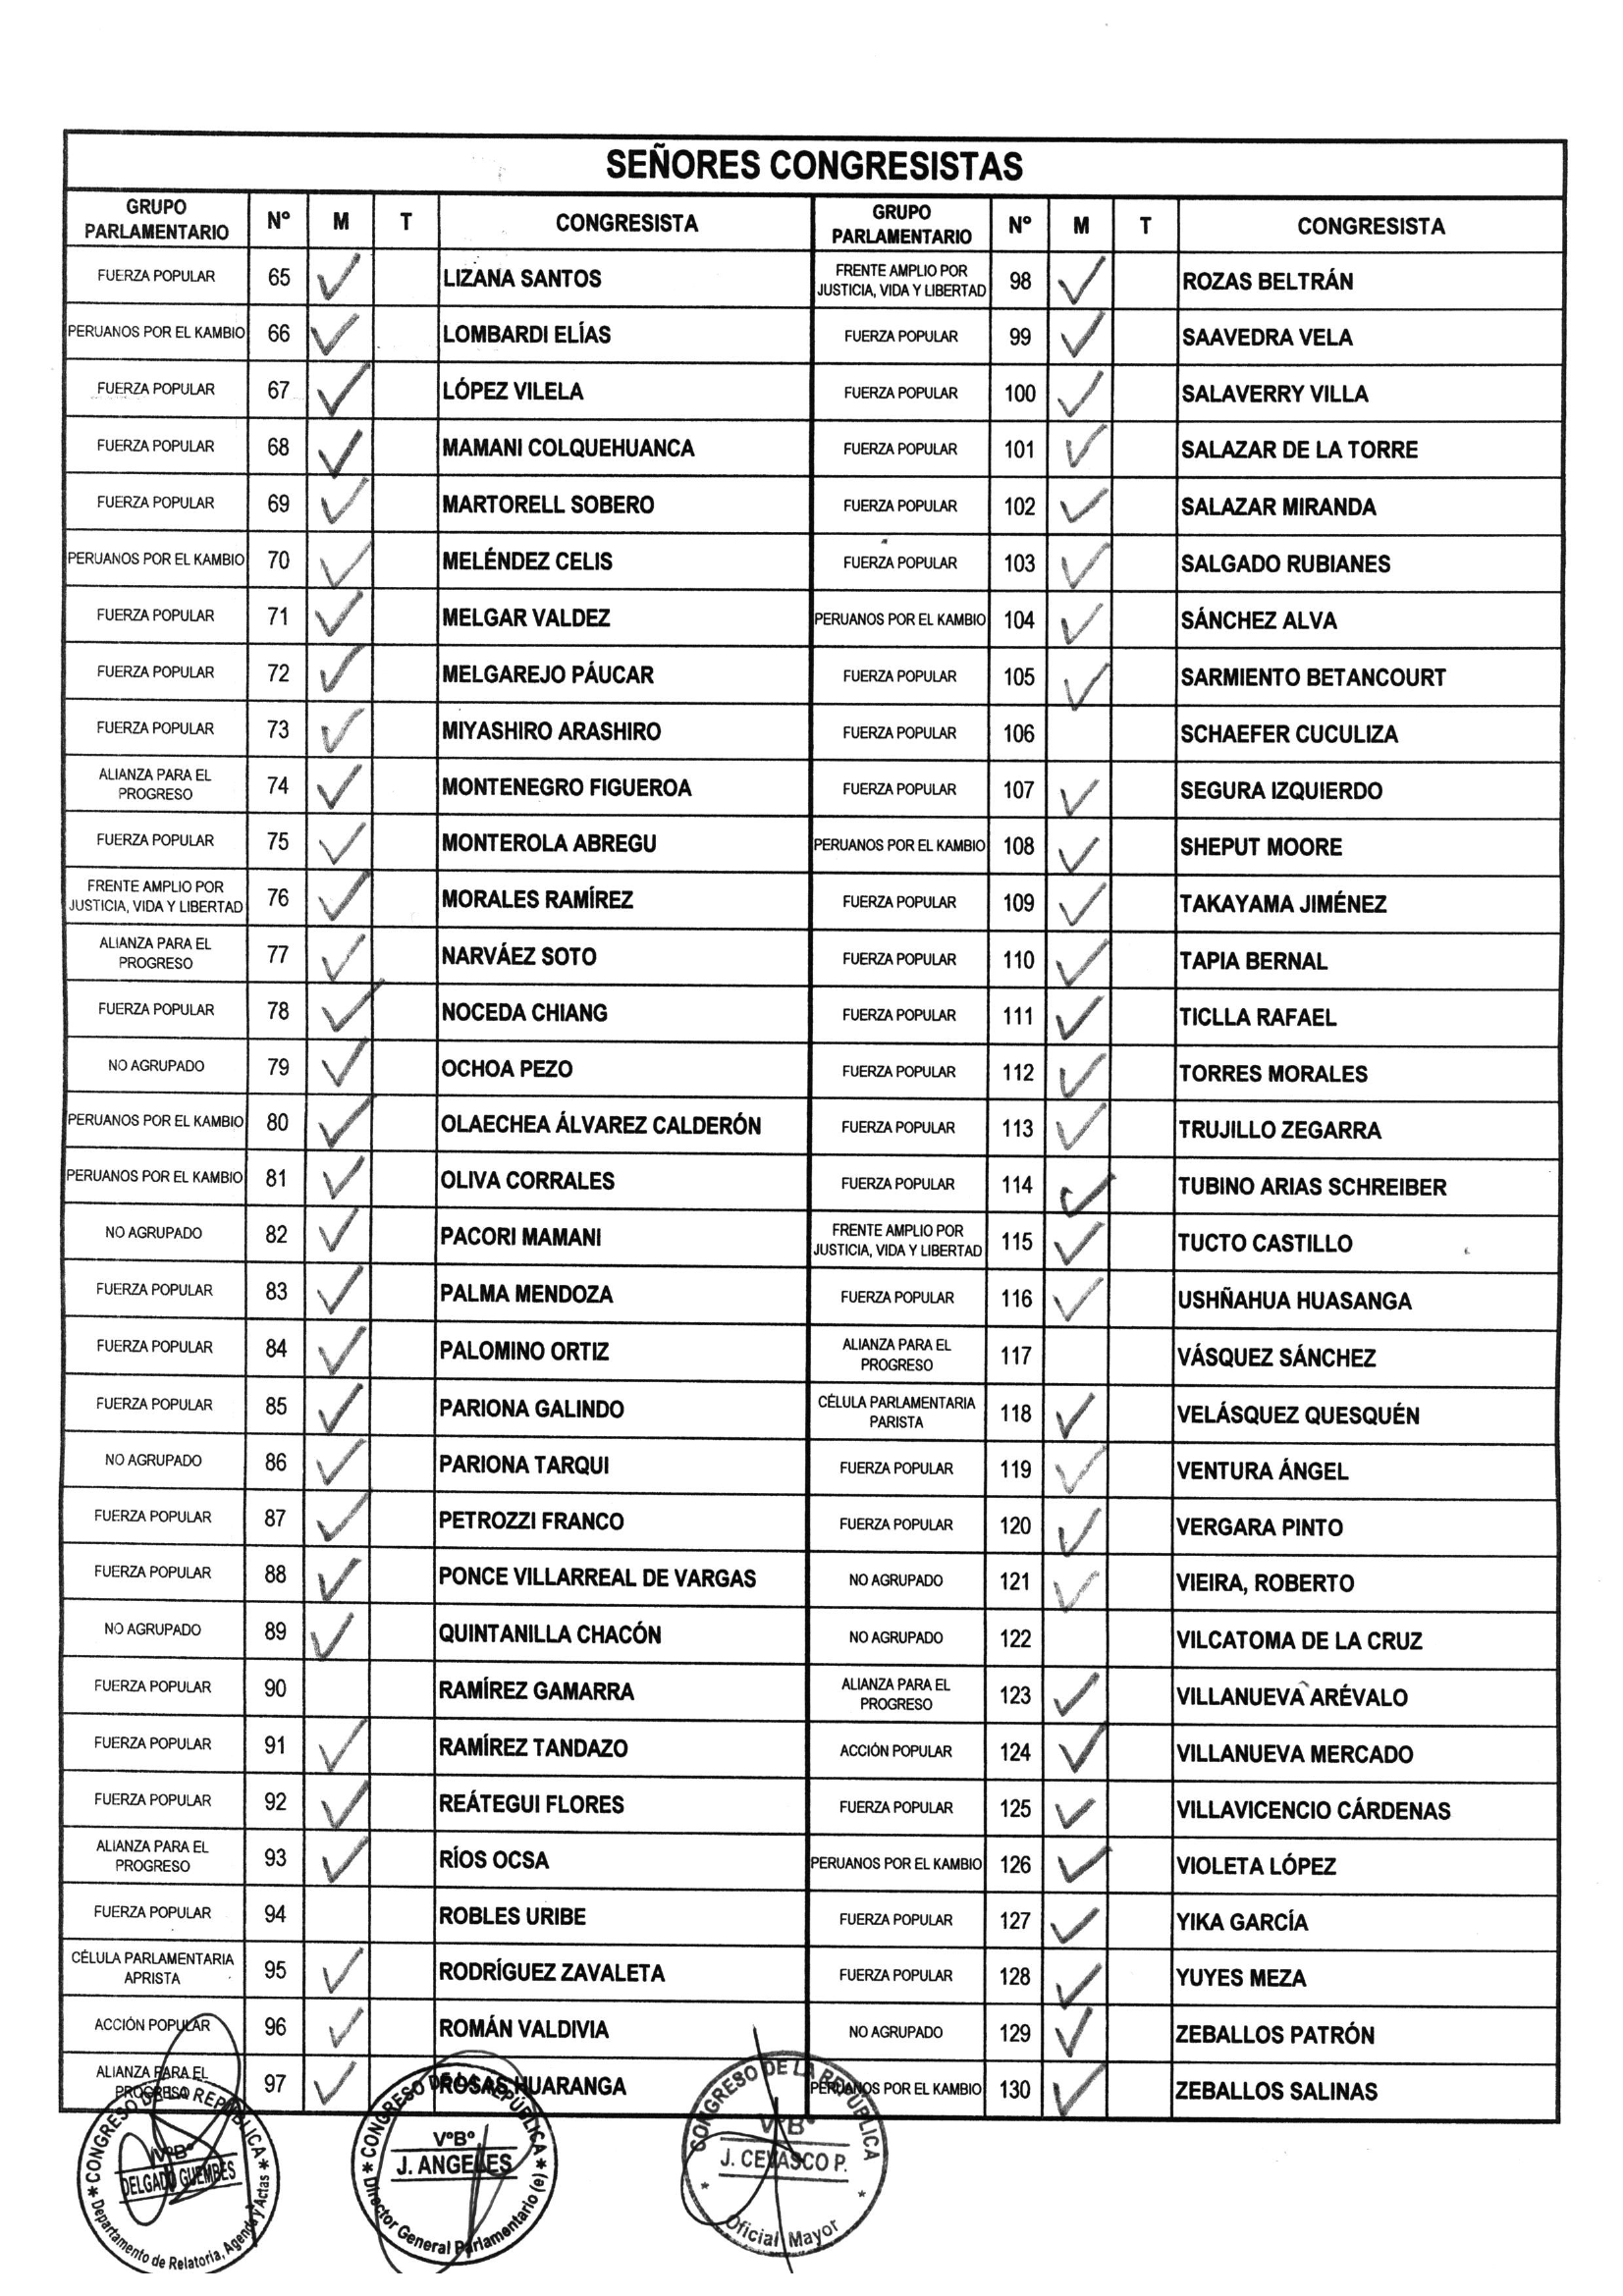 SEÑORES CONGRESISTAS
GRUPO PARLAMENTARIO N° M T CONGRESISTA GRUPO PARLAMENTARIO N° M T CONGRESISTA
FUERZA POPULAR 65 ✓ LIZANA SANTOS FRENTE AMPLIO POR JUSTICIA, VIDA Y LIBERTAD 98 ✓ ROZAS BELTRÁN
PERUANOS POR EL KAMBIO 66 ✓ LOMBARDI ELÍAS FUERZA POPULAR 99 ✓ SAAVEDRA VELA
FUERZA POPULAR 67 ✓ LÓPEZ VILELA FUERZA POPULAR 100 ✓ SALAVERRY VILLA
FUERZA POPULAR 68 ✓ MAMANI COLQUEHUANCA FUERZA POPULAR 101 ✓ SALAZAR DE LA TORRE
FUERZA POPULAR 69 ✓ MARTORELL SOBERO FUERZA POPULAR 102 ✓ SALAZAR MIRANDA
PERUANOS POR EL KAMBIO 70 ✓ MELÉNDEZ CELIS FUERZA POPULAR 103 ✓ SALGADO RUBIANES
FUERZA POPULAR 71 ✓ MELGAR VALDEZ PERUANOS POR EL KAMBIO 104 ✓ SÁNCHEZ ALVA
FUERZA POPULAR 72 ✓ MELGAREJO PÁUCAR FUERZA POPULAR 105 ✓ SARMIENTO BETANCOURT
FUERZA POPULAR 73 ✓ MIYASHIRO ARASHIRO FUERZA POPULAR 106 SCHAEFER CUCULIZA
ALIANZA PARA EL PROGRESO 74 ✓ MONTENEGRO FIGUEROA FUERZA POPULAR 107 ✓ SEGURA IZQUIERDO
FUERZA POPULAR 75 ✓ MONTEROLA ABREGU PERUANOS POR EL KAMBIO 108 ✓ SHEPUT MOORE
FRENTE AMPLIO POR JUSTICIA, VIDA Y LIBERTAD 76 ✓ MORALES RAMÍREZ FUERZA POPULAR 109 ✓ TAKAYAMA JIMÉNEZ
ALIANZA PARA EL PROGRESO 77 ✓ NARVÁEZ SOTO FUERZA POPULAR 110 ✓ TAPIA BERNAL
FUERZA POPULAR 78 ✓ NOCEDA CHIANG FUERZA POPULAR 111 ✓ TICLLA RAFAEL
NO AGRUPADO 79 ✓ OCHOA PEZO FUERZA POPULAR 112 ✓ TORRES MORALES
PERUANOS POR EL KAMBIO 80 ✓ OLAECHEA ÁLVAREZ CALDERÓN FUERZA POPULAR 113 ✓ TRUJILLO ZEGARRA
PERUANOS POR EL KAMBIO 81 ✓ OLIVA CORRALES FUERZA POPULAR 114 ✓ TUBINO ARIAS SCHREIBER
NO AGRUPADO 82 ✓ PACORI MAMANI FRENTE AMPLIO POR JUSTICIA, VIDA Y LIBERTAD 115 ✓ TUCTO CASTILLO
FUERZA POPULAR 83 ✓ PALMA MENDOZA FUERZA POPULAR 116 ✓ USHÑAHUA HUASANGA
FUERZA POPULAR 84 ✓ PALOMINO ORTIZ ALIANZA PARA EL PROGRESO 117 VÁSQUEZ SÁNCHEZ
FUERZA POPULAR 85 ✓ PARIONA GALINDO CÉLULA PARLAMENTARIA PARISTA 118 ✓ VELÁSQUEZ QUESQUÉN
NO AGRUPADO 86 ✓ PARIONA TARQUI FUERZA POPULAR 119 ✓ VENTURA ÁNGEL
FUERZA POPULAR 87 ✓ PETROZZI FRANCO FUERZA POPULAR 120 ✓ VERGARA PINTO
FUERZA POPULAR 88 ✓ PONCE VILLARREAL DE VARGAS NO AGRUPADO 121 ✓ VIEIRA, ROBERTO
NO AGRUPADO 89 ✓ QUINTANILLA CHACÓN NO AGRUPADO 122 VILCATOMA DE LA CRUZ
FUERZA POPULAR 90 RAMÍREZ GAMARRA ALIANZA PARA EL PROGRESO 123 ✓ VILLANUEVA ARÉVALO
FUERZA POPULAR 91 ✓ RAMÍREZ TANDAZO ACCIÓN POPULAR 124 ✓ VILLANUEVA MERCADO
FUERZA POPULAR 92 ✓ REÁTEGUI FLORES FUERZA POPULAR 125 ✓ VILLAVICENCIO CÁRDENAS
ALIANZA PARA EL PROGRESO 93 ✓ RÍOS OCSA PERUANOS POR EL KAMBIO 126 ✓ VIOLETA LÓPEZ
FUERZA POPULAR 94 ROBLES URIBE FUERZA POPULAR 127 ✓ YIKA GARCÍA
CÉLULA PARLAMENTARIA APRISTA 95 ✓ RODRÍGUEZ ZAVALETA FUERZA POPULAR 128 ✓ YUYES MEZA
ACCIÓN POPULAR 96 ✓ ROMÁN VALDIVIA NO AGRUPADO 129 ✓ ZEBALLOS PATRÓN
ALIANZA PARA EL PROGRESO 97 ✓ ROSAS HUARANGA PERUANOS POR EL KAMBIO 130 ✓ ZEBALLOS SALINAS
* CONGRESO DE LA REPÚBLICA *
V°B°
DELGADO GUEMBES
Departamento de Relatoría, Agenda y Actas
* CONGRESO DE LA REPÚBLICA *
V°B°
J. ANGELES
Director General Parlamentario (e)
* CONGRESO DE LA REPÚBLICA *
V°B°
J. CEVASCO P.
Oficial Mayor